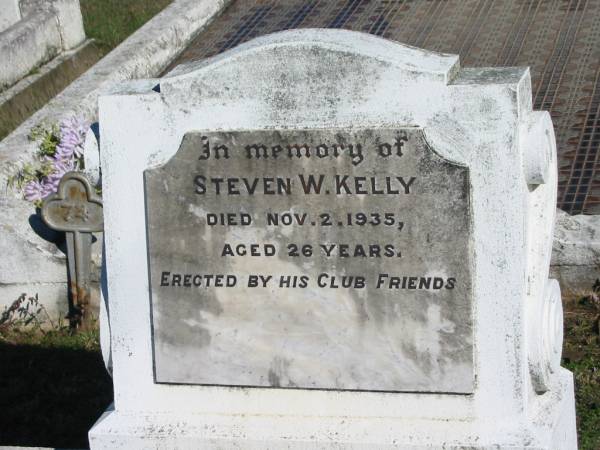 In memory of
STEVEN W. KELLY
DIED NOV. 2. 1935,
AGED 26 YEARS.
ERECTED BY HIS CLUB FRIENDS